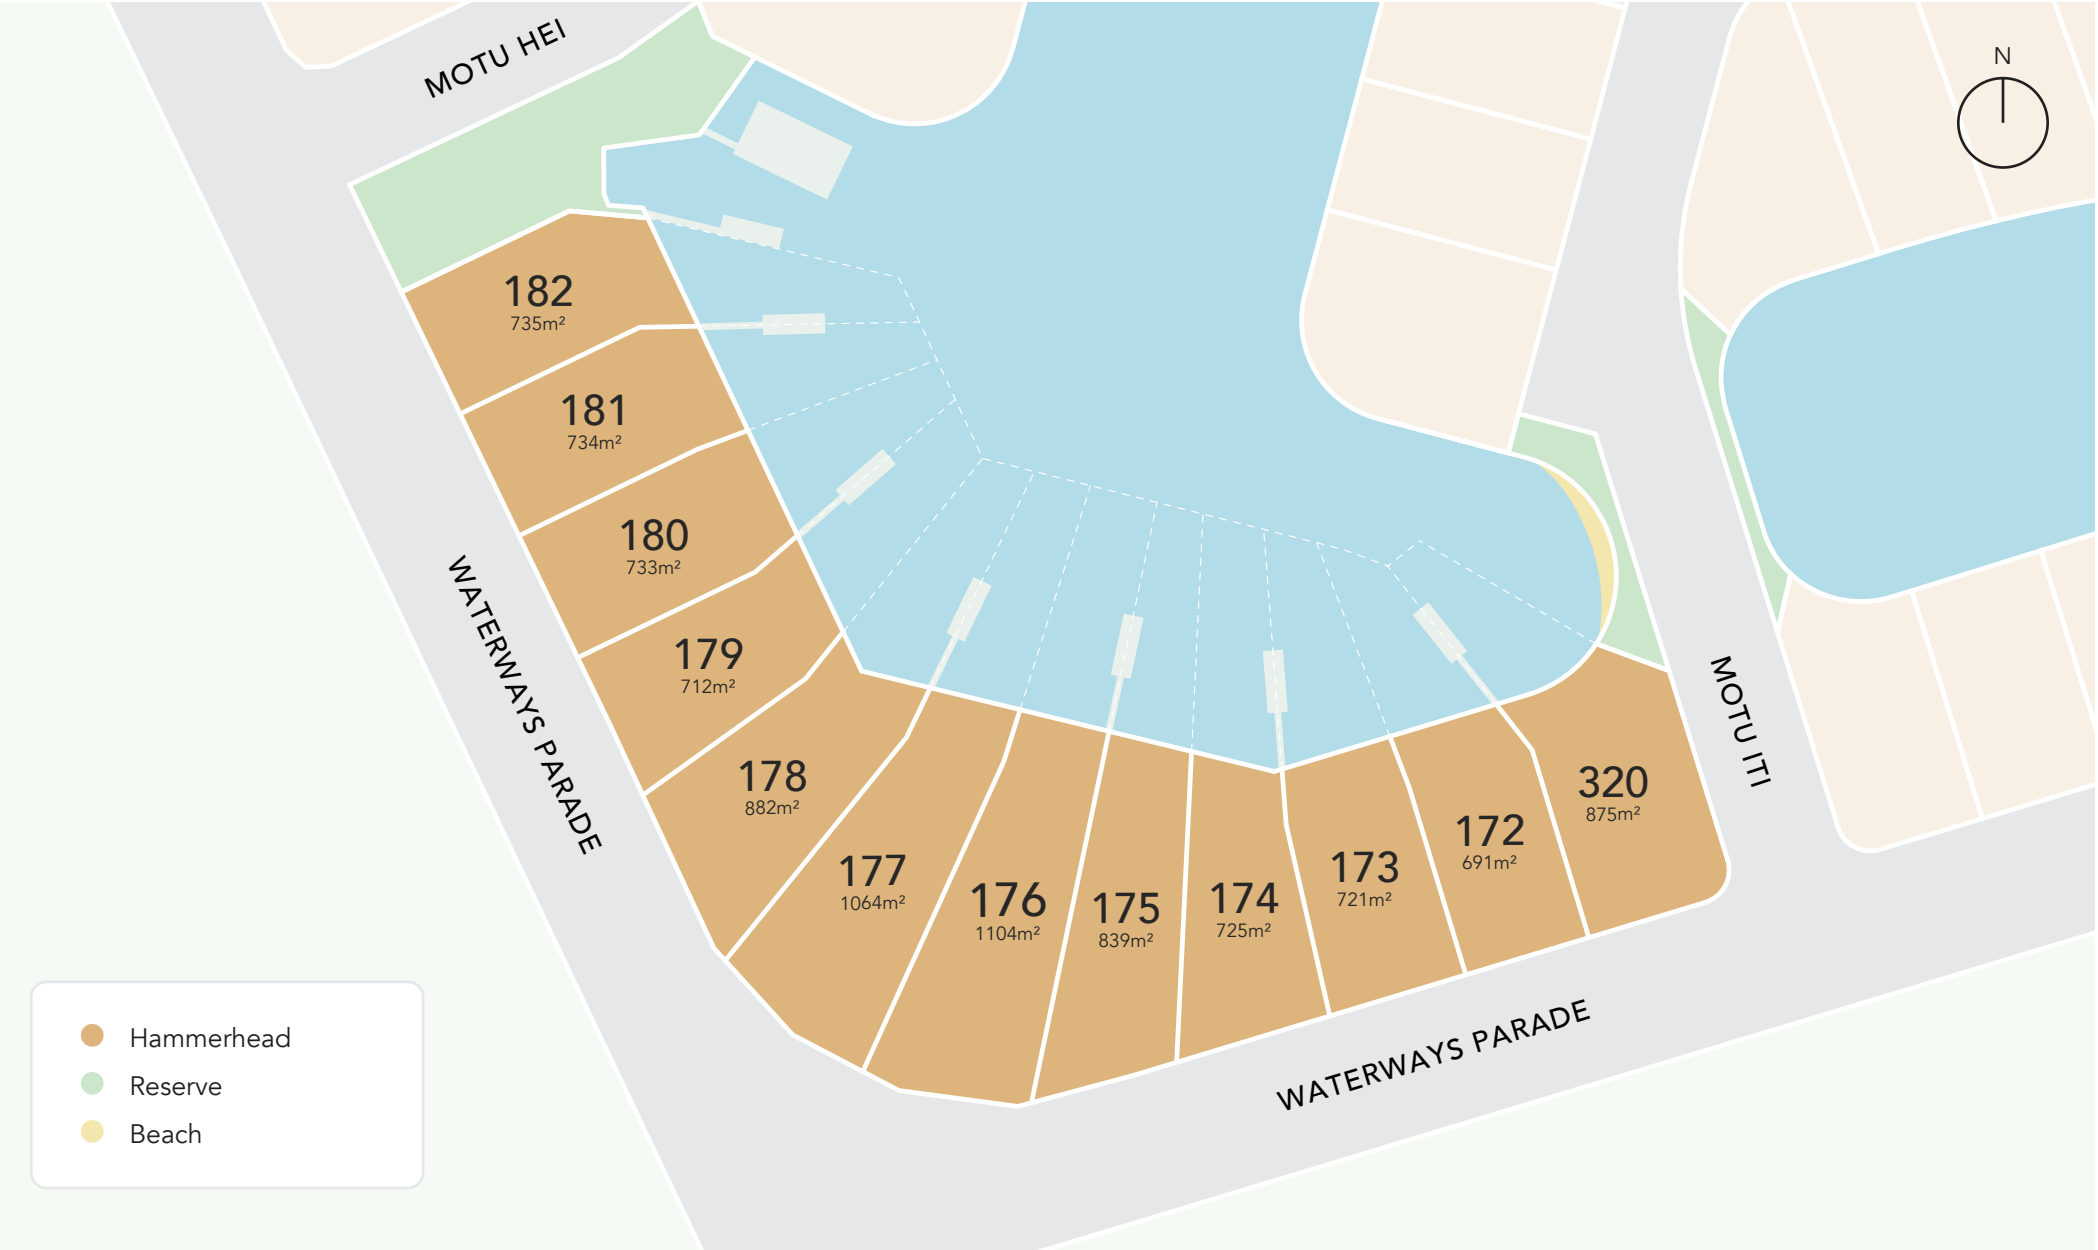 MOTU HEI
N
182
735m²
181
734m²
180
733m²
179
712m²
178
882m²
177
1064m²
176
1104m²
175
839m²
174
725m²
173
721m²
172
691m²
320
875m²
WATERWAYS PARADE
MOTU ITI
WATERWAYS PARADE
Hammerhead
Reserve
Beach